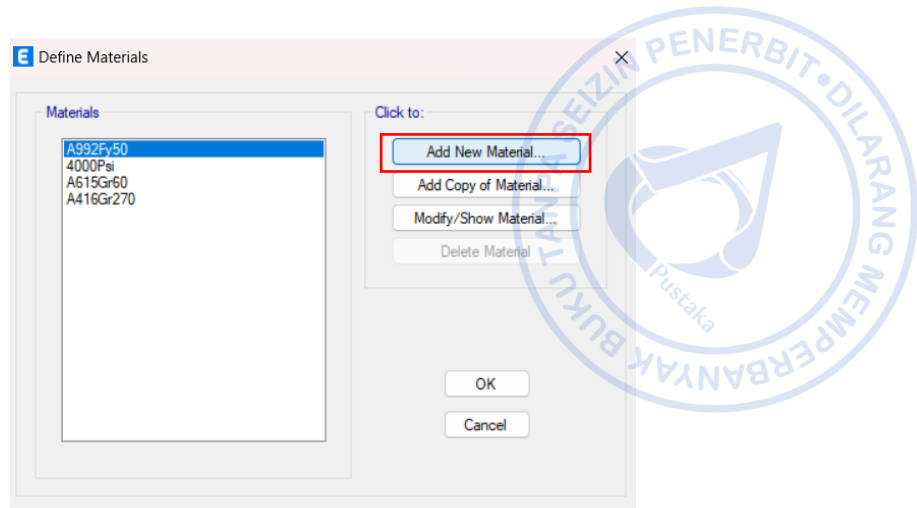 E Define Materials
Materials
A992Fy50
4000Psi
A615Gr60
A416Gr270
Click to:
Add New Material...
Add Copy of Material...
Modify/Show Material...
Delete Material
OK
Cancel
DILARANG MEMPERBANYAK BUKU TANPA SEIZIN PENERBIT
Pustaka